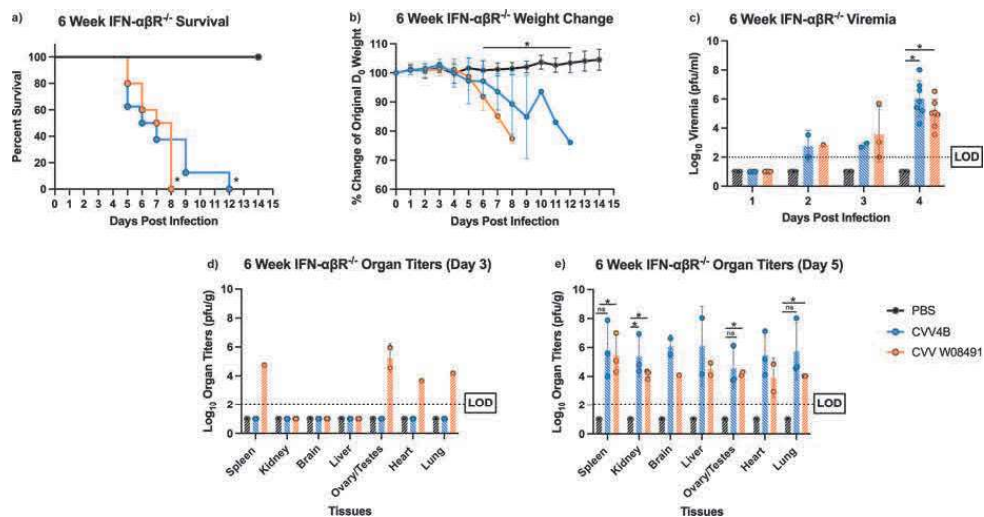 a) 6 Week IFN-αβR⁻/⁻ Survival
Percent Survival
100
80
60
40
20
0
* *
0 1 2 3 4 5 6 7 8 9 10 11 12 13 14 15
Days Post Infection
b) 6 Week IFN-αβR⁻/⁻ Weight Change
% Change of Original D₀ Weight
110
100
90
80
70
60
*
0 1 2 3 4 5 6 7 8 9 10 11 12 13 14 15
Days Post Infection
c) 6 Week IFN-αβR⁻/⁻ Viremia
Log₁₀ Viremia (pfu/ml)
10
8
6
4
2
0
*
*
LOD
1 2 3 4
Days Post Infection
d) 6 Week IFN-αβR⁻/⁻ Organ Titers (Day 3)
Log₁₀ Organ Titers (pfu/g)
10
8
6
4
2
0
LOD
Spleen Kidney Brain Liver Ovary/Testes Heart Lung
Tissues
e) 6 Week IFN-αβR⁻/⁻ Organ Titers (Day 5)
Log₁₀ Organ Titers (pfu/g)
10
8
6
4
2
0
* * * *
ns * ns ns
LOD
Spleen Kidney Brain Liver Ovary/Testes Heart Lung
Tissues
PBS
CVV4B
CVV W08491